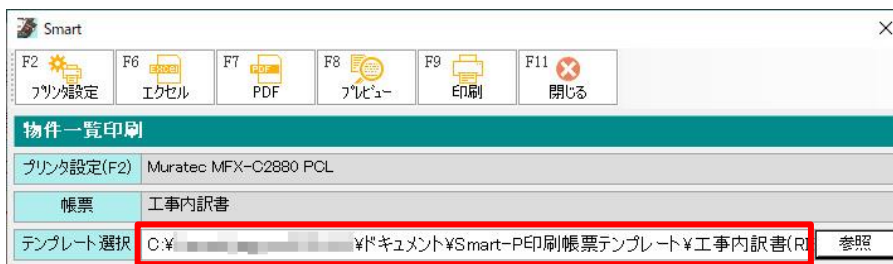 Smart
F2 F6 F7 F8 F9 F11
EXCEL PDF
プリンタ設定 エクセル PDF プレビュー 印刷 閉じる
物件一覧印刷
プリンタ設定(F2) Muratec MFX-C2880 PCL
帳票 工事内訳書
テンプレート選択 C:¥ ¥ドキュメント¥Smart-P印刷帳票テンプレート¥工事内訳書(RI 参照